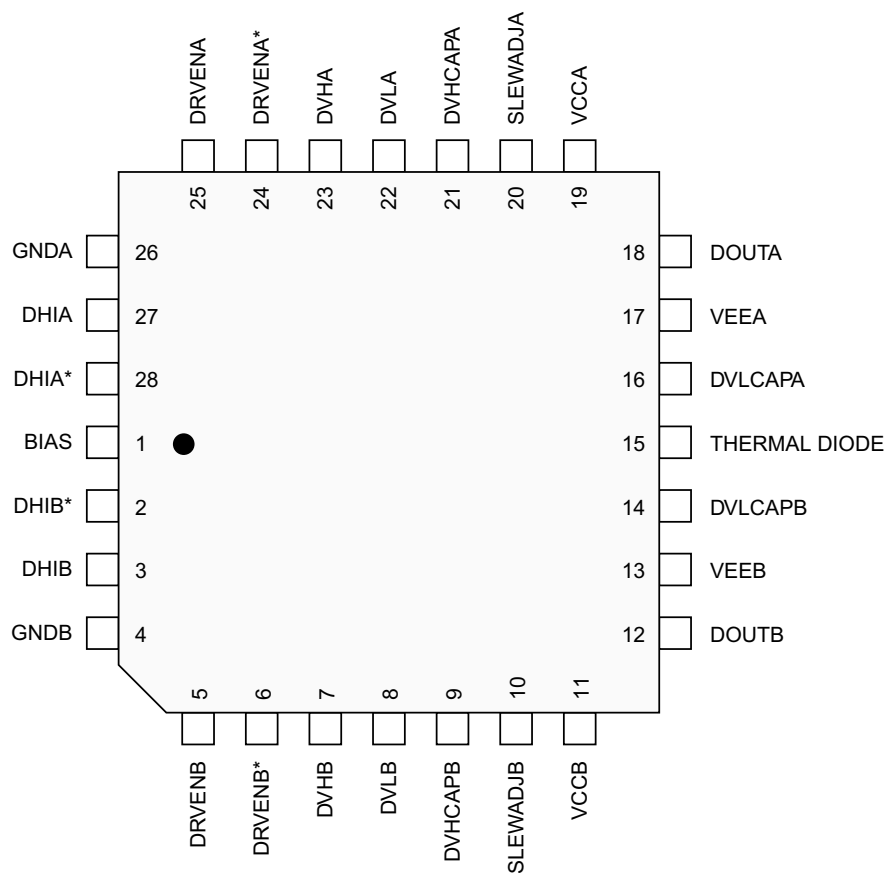 DRVENA
DRVENA*
DVHA
DVLA
DVHCAPA
SLEWADJA
VCCA
25
24
23
22
21
20
19
GNDA 26
18 DOUTA
DHIA 27
17 VEEA
DHIA* 28
16 DVLCAPA
BIAS 1
15 THERMAL DIODE
DHIB* 2
14 DVLCAPB
DHIB 3
13 VEEB
GNDB 4
12 DOUTB
5
6
7
8
9
10
11
DRVENB
DRVENB*
DVHB
DVLB
DVHCAPB
SLEWADJB
VCCB